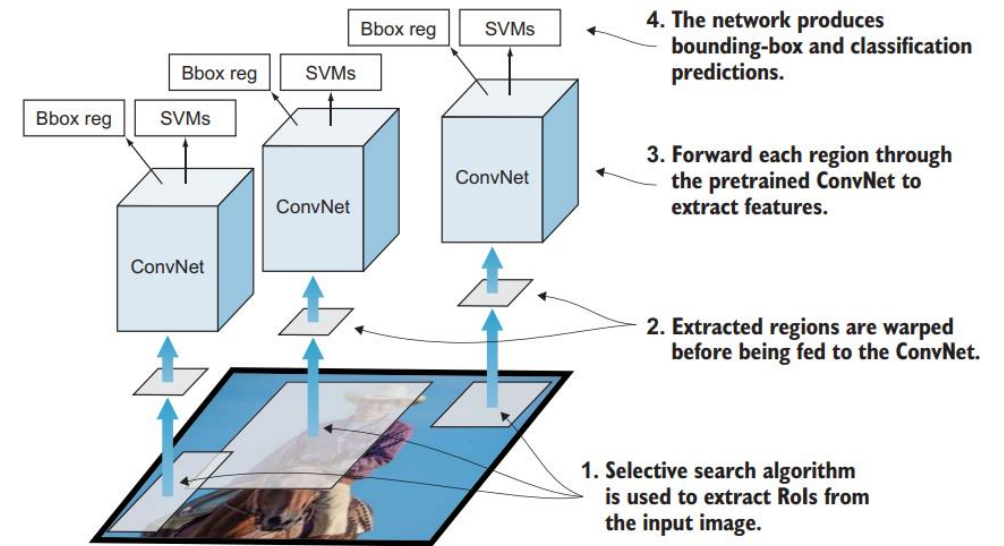 Bbox reg
SVMs
4. The network produces
bounding-box and classification
predictions.
Bbox reg
SVMs
Bbox reg
SVMs
3. Forward each region through
the pretrained ConvNet to
extract features.
ConvNet
ConvNet
ConvNet
2. Extracted regions are warped
before being fed to the ConvNet.
1. Selective search algorithm
is used to extract RoIs from
the input image.